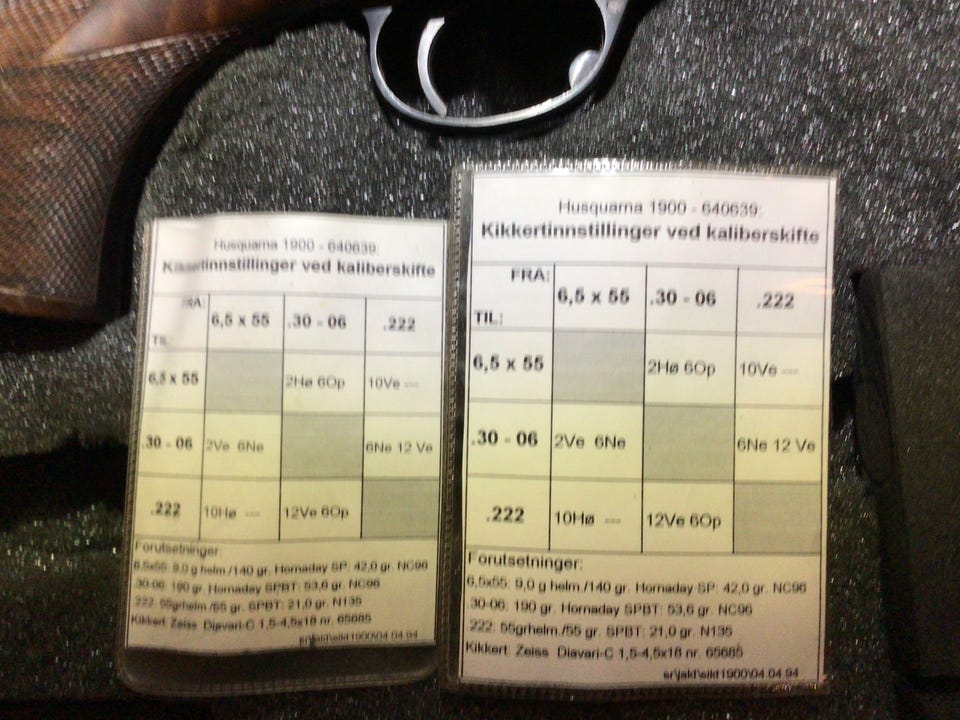 Husquarna 1900 - 640639:
Kikkertinnstillinger ved kaliberskifte
FRA:
6,5 x 55 .30 - 06 .222
TIL:
6,5 x 55 2Hø 6Op 10Ve ---
.30 - 06 2Ve 6Ne 6Ne 12 Ve
.222 10Hø --- 12Ve 6Op
Forutsetninger:
6,5x55: 9,0 g helm./140 gr. Hornaday SP: 42,0 gr. NC96
.30-06: 190 gr. Hornaday SPBT: 53,6 gr. NC96
.222: 55grhelm./55 gr. SPBT: 21,0 gr. N135
Kikkert: Zeiss Diavari-C 1,5-4,5x18 nr. 65685
Husquarna 1900 - 640639:
Kikkertinnstillinger ved kaliberskifte
FRA:
6,5 x 55 .30 - 06 .222
TIL:
6,5 x 55 2Hø 6Op 10Ve ---
.30 - 06 2Ve 6Ne 6Ne 12 Ve
.222 10Hø --- 12Ve 6Op
Forutsetninger:
6,5x55: 9,0 g helm./140 gr. Hornaday SP: 42,0 gr. NC96
30-06: 190 gr. Hornaday SPBT: 53,6 gr. NC96
222: 55grhelm./55 gr. SPBT: 21,0 gr. N135
Kikkert: Zeiss Diavari-C 1,5-4,5x18 nr. 65685